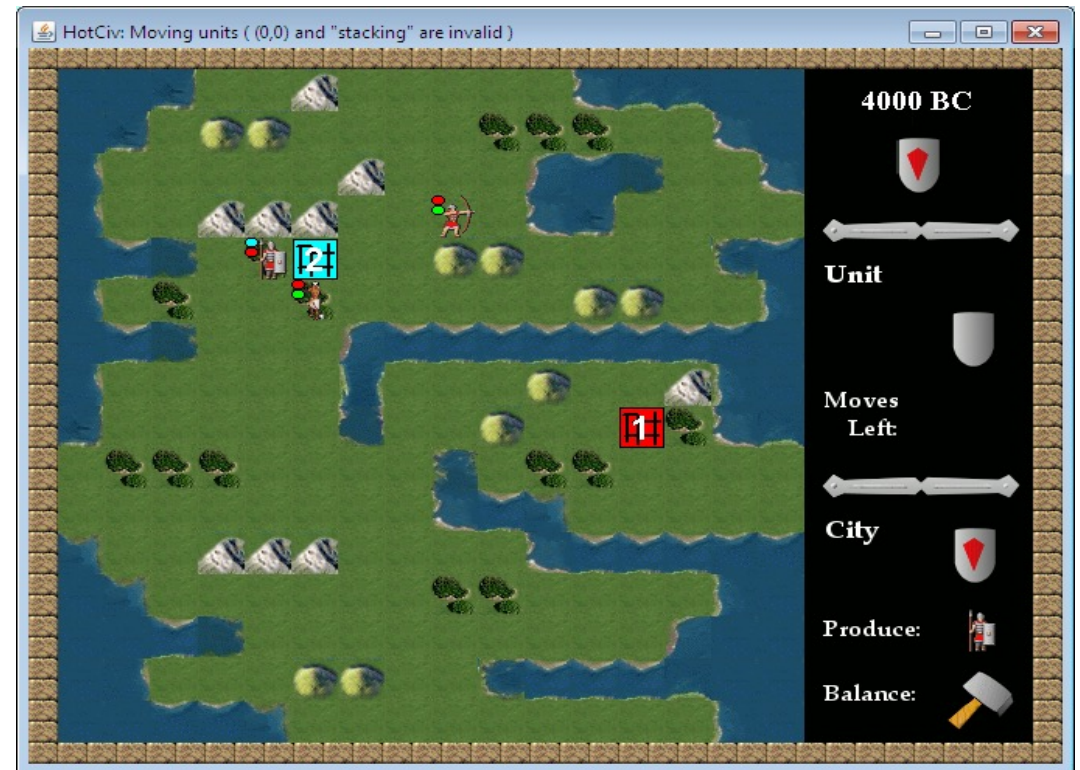 HotCiv: Moving units ( (0,0) and "stacking" are invalid )
4000 BC
Unit
2
Moves
Left:
1
City
Produce:
Balance: